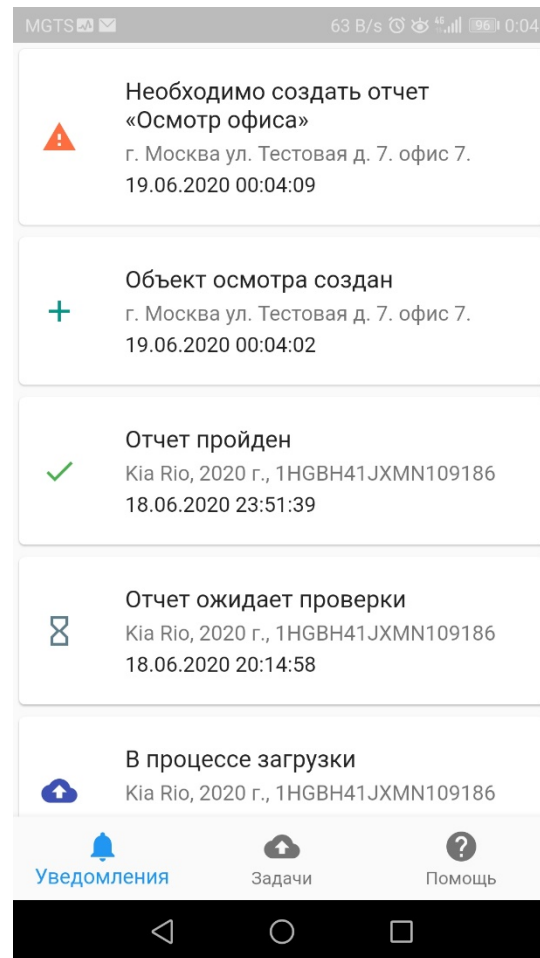 MGTS 63 B/s 46 96 0:04
Необходимо создать отчет
«Осмотр офиса»
г. Москва ул. Тестовая д. 7. офис 7.
19.06.2020 00:04:09
Объект осмотра создан
г. Москва ул. Тестовая д. 7. офис 7.
19.06.2020 00:04:02
Отчет пройден
Kia Rio, 2020 г., 1HGBH41JXMN109186
18.06.2020 23:51:39
Отчет ожидает проверки
Kia Rio, 2020 г., 1HGBH41JXMN109186
18.06.2020 20:14:58
В процессе загрузки
Kia Rio, 2020 г., 1HGBH41JXMN109186
Уведомления Задачи Помощь